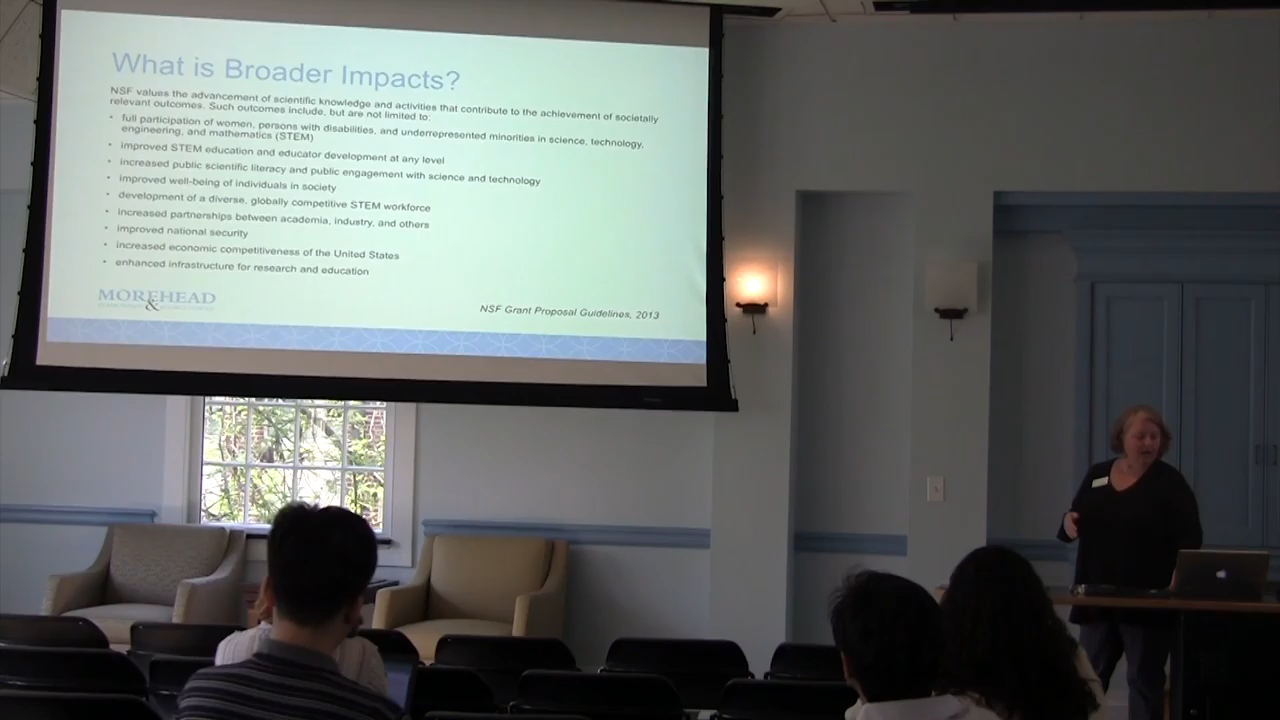 What is Broader Impacts?
NSF values the advancement of scientific knowledge and activities that contribute to the achievement of societally
relevant outcomes. Such outcomes include, but are not limited to:
• full participation of women, persons with disabilities, and underrepresented minorities in science, technology,
engineering, and mathematics (STEM)
• improved STEM education and educator development at any level
• increased public scientific literacy and public engagement with science and technology
• improved well-being of individuals in society
• development of a diverse, globally competitive STEM workforce
• increased partnerships between academia, industry, and others
• improved national security
• increased economic competitiveness of the United States
• enhanced infrastructure for research and education
MOREHEAD
&
NSF Grant Proposal Guidelines, 2013